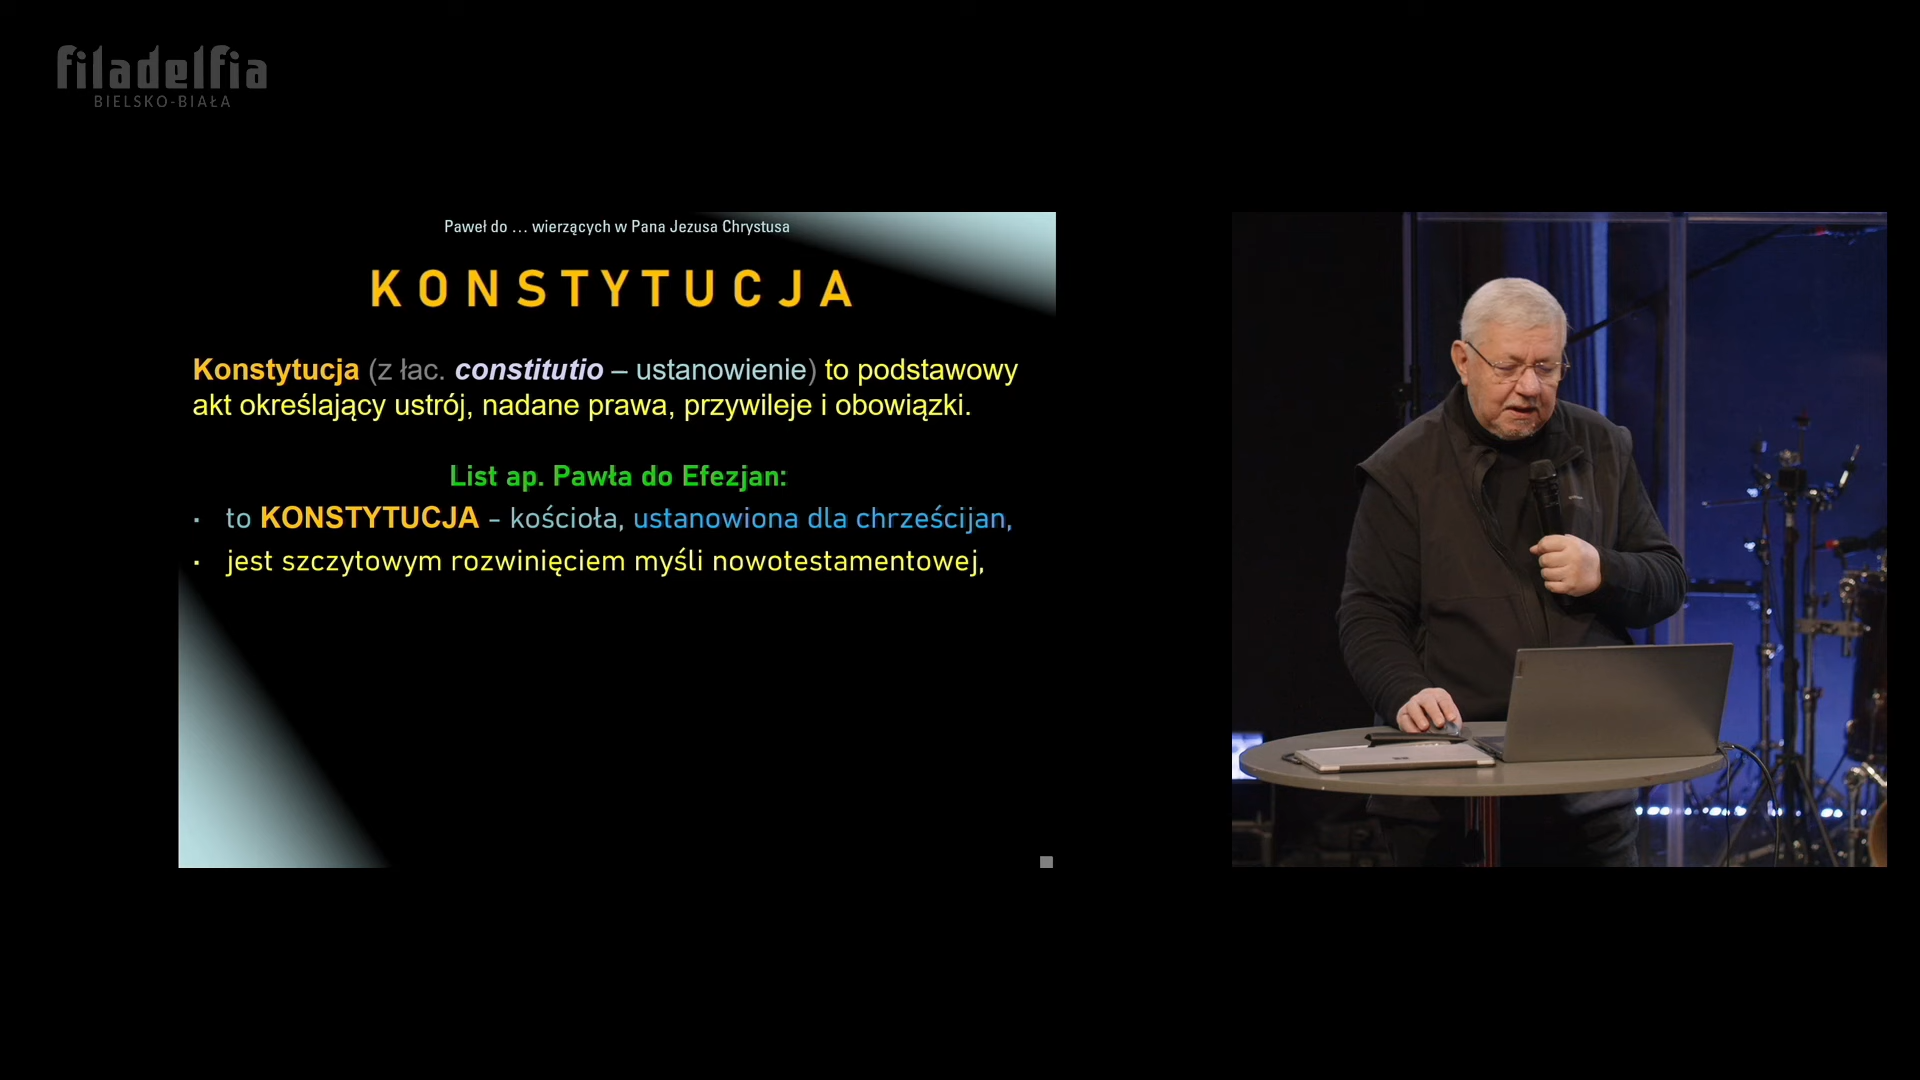 filadelfia
BIELSKO-BIAŁA
Paweł do … wierzących w Pana Jezusa Chrystusa
KONSTYTUCJA
Konstytucja (z łac. constitutio – ustanowienie) to podstawowy
akt określający ustrój, nadane prawa, przywileje i obowiązki.
List ap. Pawła do Efezjan:
· to KONSTYTUCJA - kościoła, ustanowiona dla chrześcijan,
· jest szczytowym rozwinięciem myśli nowotestamentowej,